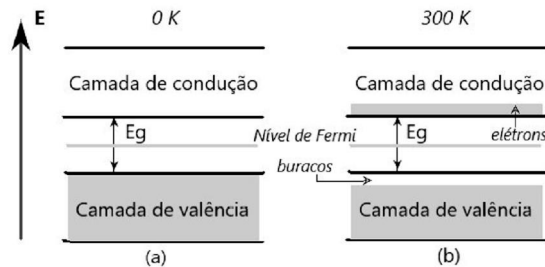 E
0 K
300 K
Camada de condução
Camada de condução
Eg
Nível de Fermi
Eg
elétrons
buracos
Camada de valência
Camada de valência
(a)
(b)